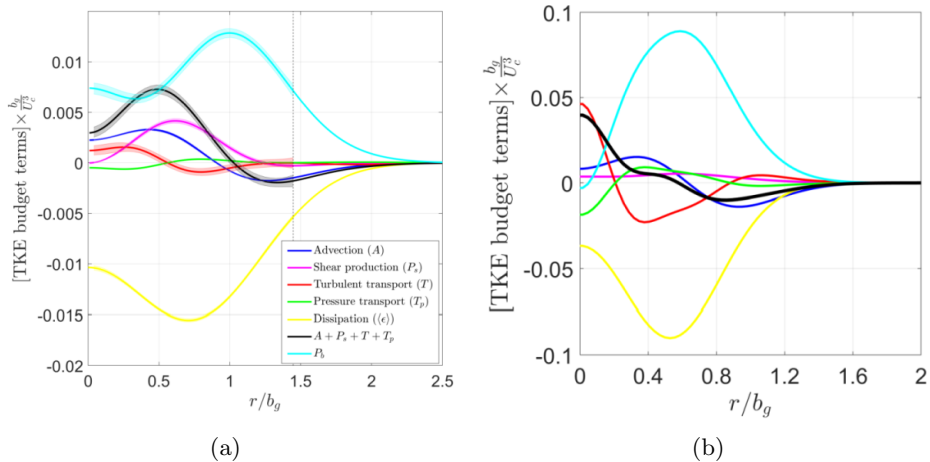 [TKE budget terms] × b_g/U_c^3
0.01
0.005
0
-0.005
-0.01
-0.015
-0.02
0 0.5 1 1.5 2 2.5
r/b_g
Advection (A)
Shear production (P_s)
Turbulent transport (T)
Pressure transport (T_p)
Dissipation (⟨ϵ⟩)
A + P_s + T + T_p
P_b
(a)
[TKE budget terms] × b_g/U_c^3
0.1
0.05
0
-0.05
-0.1
0 0.4 0.8 1.2 1.6 2
r/b_g
(b)